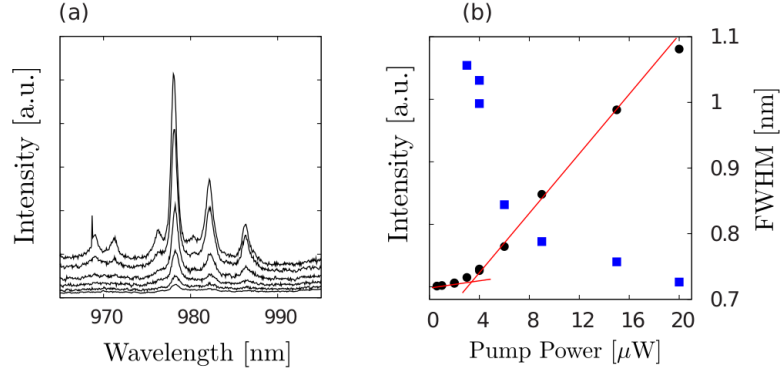 (a)
Intensity [a.u.]
970 980 990
Wavelength [nm]
(b)
Intensity [a.u.]
1.1
1
0.9
0.8
0.7
FWHM [nm]
0 4 8 12 16 20
Pump Power [μW]